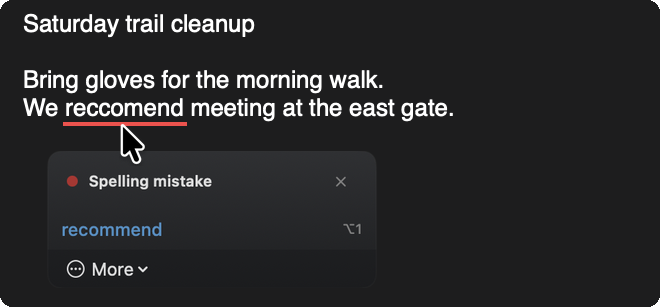 Saturday trail cleanup
Bring gloves for the morning walk.
We reccomend meeting at the east gate.
Spelling mistake
recommend ⌥1
More